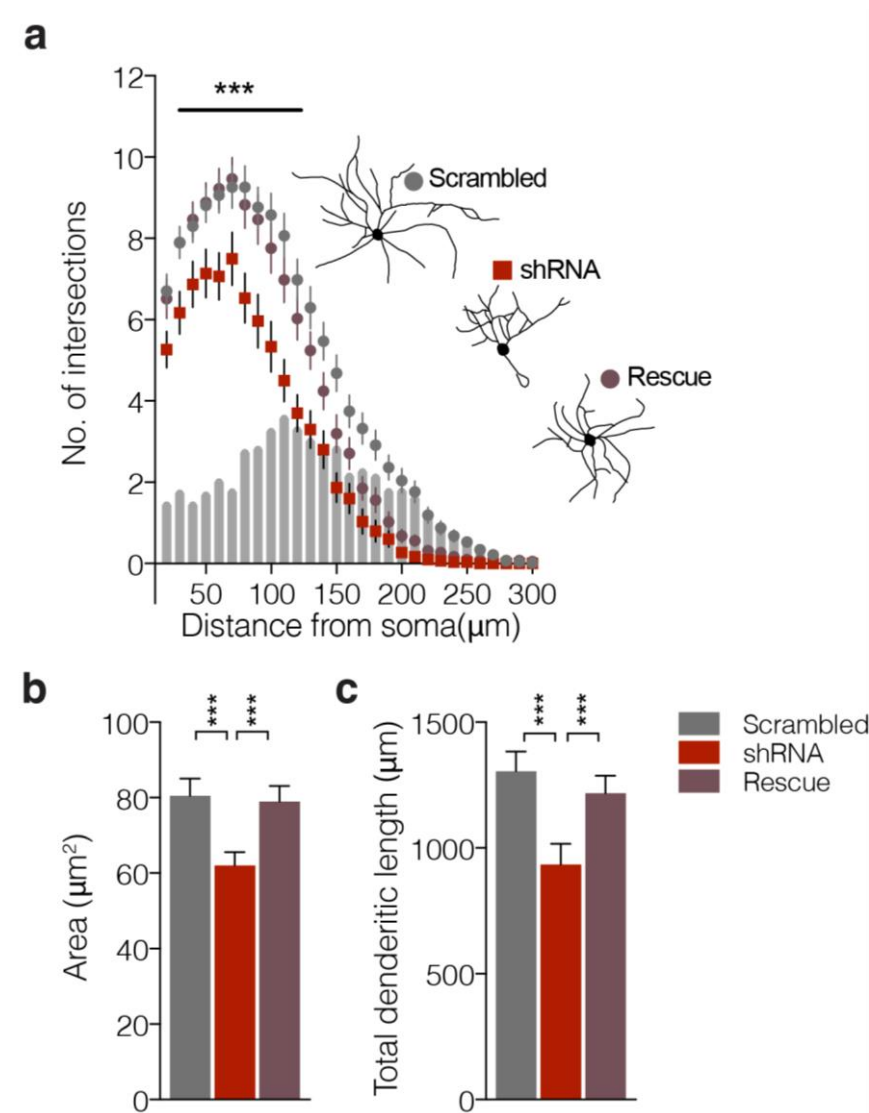 a
12
10
8
6
4
2
0
***
No. of intersections
Scrambled
shRNA
Rescue
50 100 150 200 250 300
Distance from soma(μm)
b
100
80
60
40
20
0
Area (μm²)
*** ***
c
1500
1000
500
0
Total denderitic length (μm)
*** ***
Scrambled
shRNA
Rescue